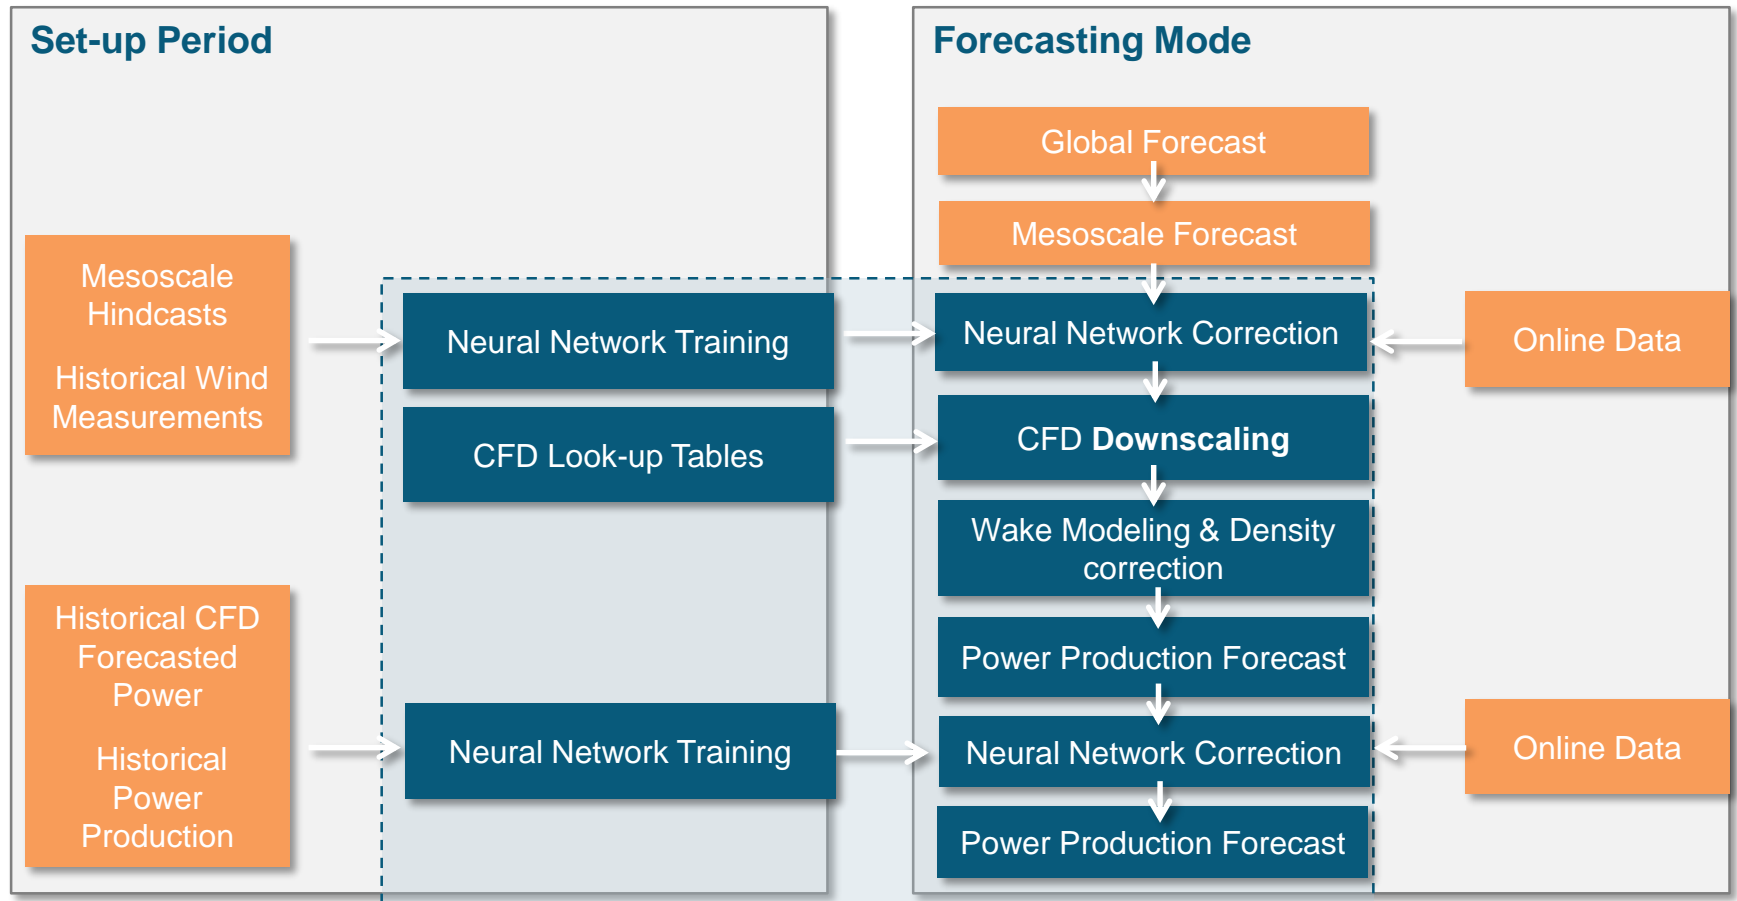 Set-up Period
Mesoscale
Hindcasts
Historical Wind
Measurements
Neural Network Training
CFD Look-up Tables
Historical CFD
Forecasted
Power
Historical
Power
Production
Neural Network Training
Forecasting Mode
Global Forecast
Mesoscale Forecast
Neural Network Correction
Online Data
CFD Downscaling
Wake Modeling & Density
correction
Power Production Forecast
Neural Network Correction
Online Data
Power Production Forecast